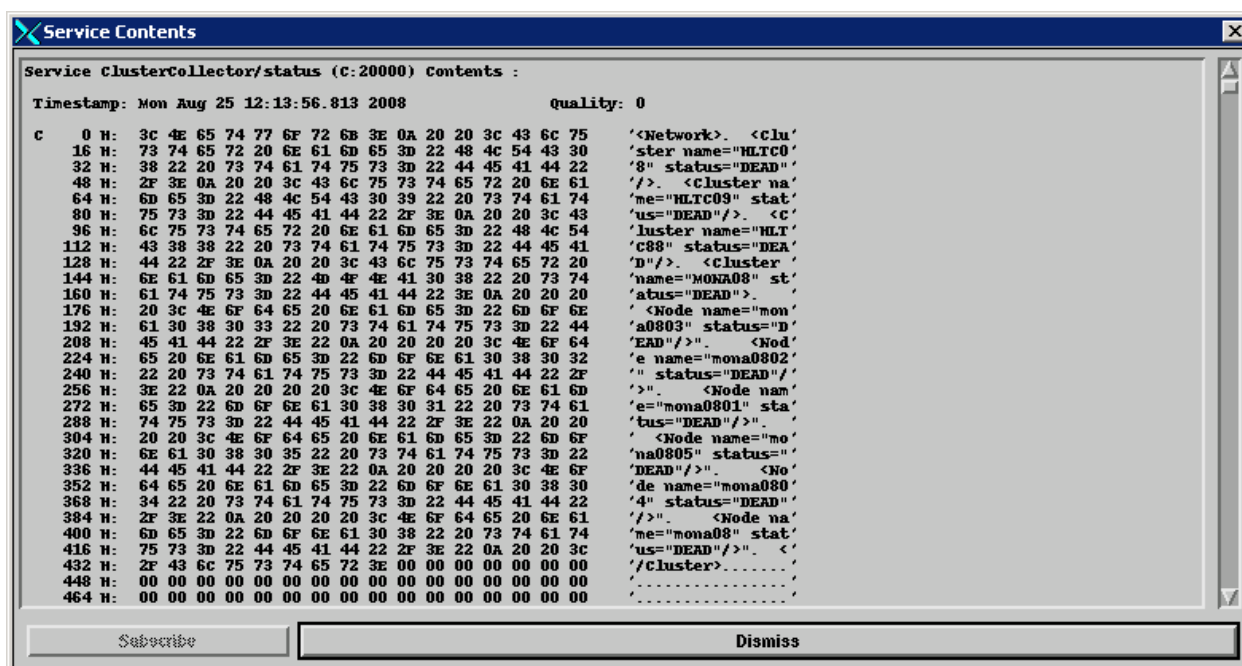 Service Contents
Service ClusterCollector/status (C:20000) Contents :
Timestamp: Mon Aug 25 12:13:56.813 2008 Quality: 0
C 0 H: 3C 4E 65 74 77 6F 72 6B 3E 0A 20 20 3C 43 6C 75 '<Network>. <Clu'
16 H: 73 74 65 72 20 6E 61 6D 65 3D 22 48 4C 54 43 30 'ster name="HLTC0'
32 H: 38 22 20 73 74 61 74 75 73 3D 22 44 45 41 44 22 '8" status="DEAD"'
48 H: 2F 3E 0A 20 20 3C 43 6C 75 73 74 65 72 20 6E 61 '/>. <Cluster na'
64 H: 6D 65 3D 22 48 4C 54 43 30 39 22 20 73 74 61 74 'me="HLTC09" stat'
80 H: 75 73 3D 22 44 45 41 44 22 2F 3E 0A 20 20 3C 43 'us="DEAD"/>. <C'
96 H: 6C 75 73 74 65 72 20 6E 61 6D 65 3D 22 48 4C 54 'luster name="HLT'
112 H: 43 38 38 22 20 73 74 61 74 75 73 3D 22 44 45 41 'C88" status="DEA'
128 H: 44 22 2F 3E 0A 20 20 3C 43 6C 75 73 74 65 72 20 'D"/>. <Cluster '
144 H: 6E 61 6D 65 3D 22 4D 4F 4E 41 30 38 22 20 73 74 'name="MONA08" st'
160 H: 61 74 75 73 3D 22 44 45 41 44 22 3E 0A 20 20 20 'atus="DEAD">. '
176 H: 20 3C 4E 6F 64 65 20 6E 61 6D 65 3D 22 6D 6F 6E ' <Node name="mon'
192 H: 61 30 38 30 33 22 20 73 74 61 74 75 73 3D 22 44 'a0803" status="D'
208 H: 45 41 44 22 2F 3E 22 0A 20 20 20 20 3C 4E 6F 64 'EAD"/>". <Nod'
224 H: 65 20 6E 61 6D 65 3D 22 6D 6F 6E 61 30 38 30 32 'e name="mona0802'
240 H: 22 20 73 74 61 74 75 73 3D 22 44 45 41 44 22 2F '" status="DEAD"/'
256 H: 3E 22 0A 20 20 20 20 3C 4E 6F 64 65 20 6E 61 6D '>". <Node nam'
272 H: 65 3D 22 6D 6F 6E 61 30 38 30 31 22 20 73 74 61 'e="mona0801" sta'
288 H: 74 75 73 3D 22 44 45 41 44 22 2F 3E 22 0A 20 20 'tus="DEAD"/>". '
304 H: 20 20 3C 4E 6F 64 65 20 6E 61 6D 65 3D 22 6D 6F ' <Node name="mo'
320 H: 6E 61 30 38 30 35 22 20 73 74 61 74 75 73 3D 22 'na0805" status="'
336 H: 44 45 41 44 22 2F 3E 22 0A 20 20 20 20 3C 4E 6F 'DEAD"/>". <No'
352 H: 64 65 20 6E 61 6D 65 3D 22 6D 6F 6E 61 30 38 30 'de name="mona080'
368 H: 34 22 20 73 74 61 74 75 73 3D 22 44 45 41 44 22 '4" status="DEAD"'
384 H: 2F 3E 22 0A 20 20 20 20 3C 4E 6F 64 65 20 6E 61 '/>". <Node na'
400 H: 6D 65 3D 22 6D 6F 6E 61 30 38 22 20 73 74 61 74 'me="mona08" stat'
416 H: 75 73 3D 22 44 45 41 44 22 2F 3E 22 0A 20 20 3C 'us="DEAD"/>". <'
432 H: 2F 43 6C 75 73 74 65 72 3E 00 00 00 00 00 00 00 '/Cluster>.......'
448 H: 00 00 00 00 00 00 00 00 00 00 00 00 00 00 00 00 '................'
464 H: 00 00 00 00 00 00 00 00 00 00 00 00 00 00 00 00 '................'
Subscribe Dismiss